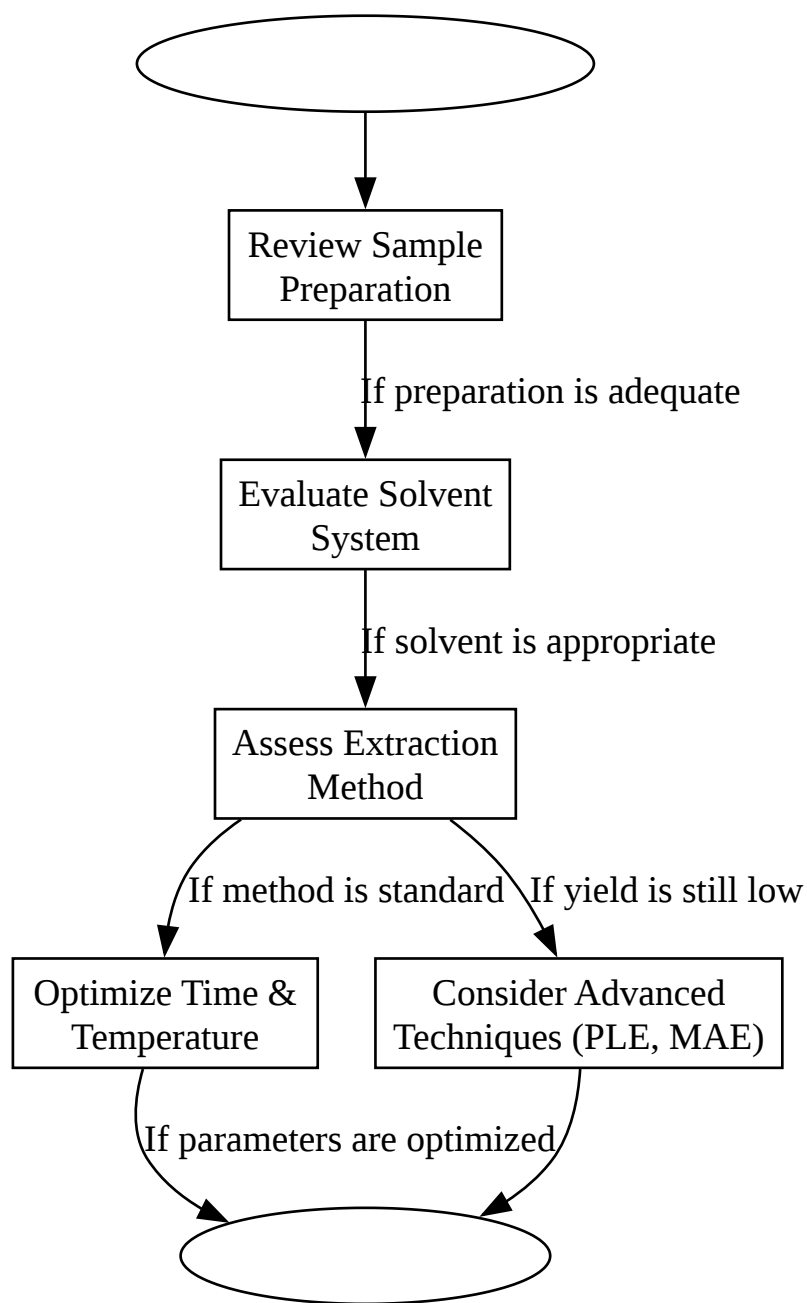 Review Sample
Preparation
If preparation is adequate
Evaluate Solvent
System
If solvent is appropriate
Assess Extraction
Method
If method is standard
If yield is still low
Optimize Time &
Temperature
Consider Advanced
Techniques (PLE, MAE)
If parameters are optimized